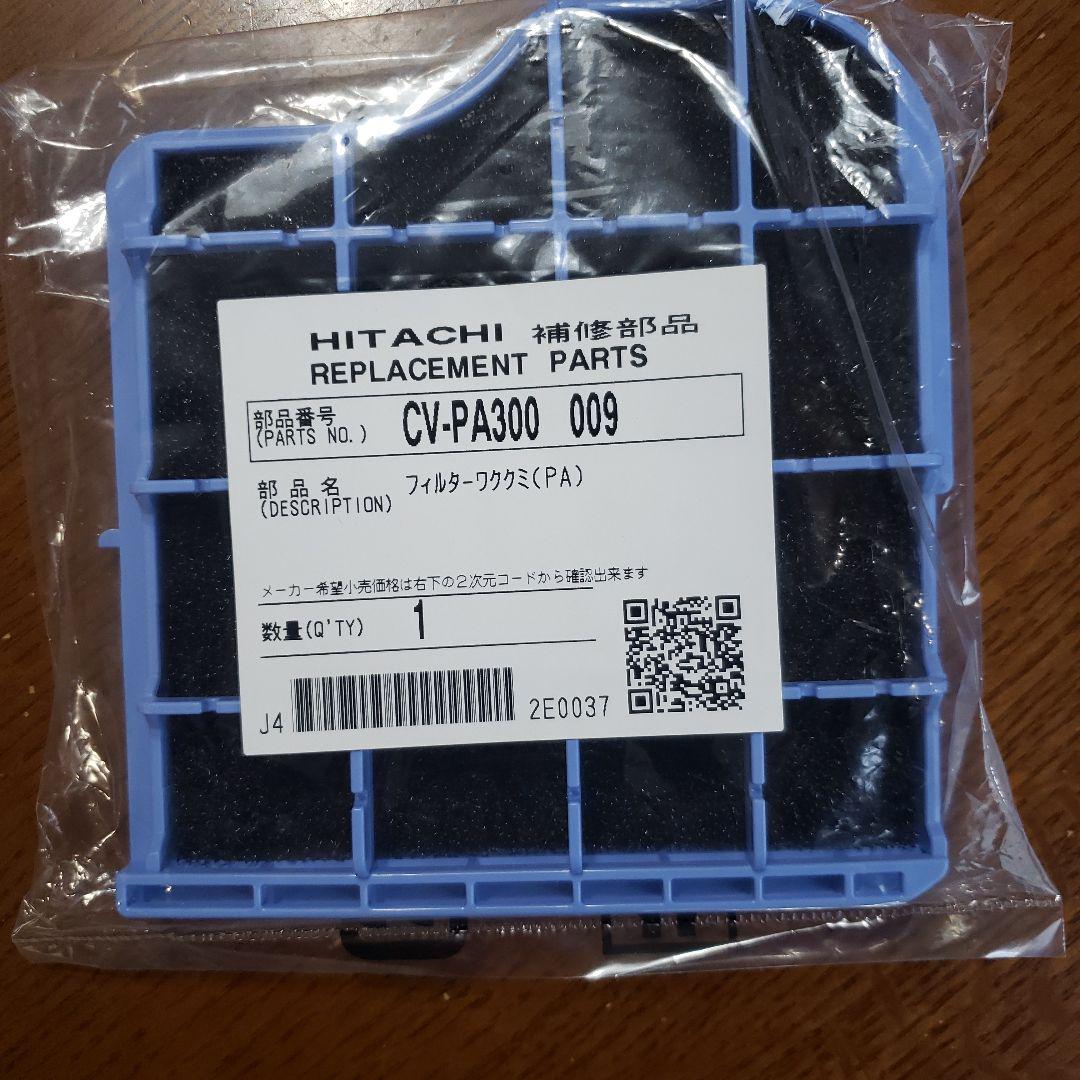 HITACHI 補修部品
REPLACEMENT PARTS
部品番号 CV-PA300 009
(PARTS NO.)
部品名 フィルターワククミ(PA)
(DESCRIPTION)
メーカー希望小売価格は右下の2次元コードから確認出来ます
数量(Q'TY) 1
J4 2E0037